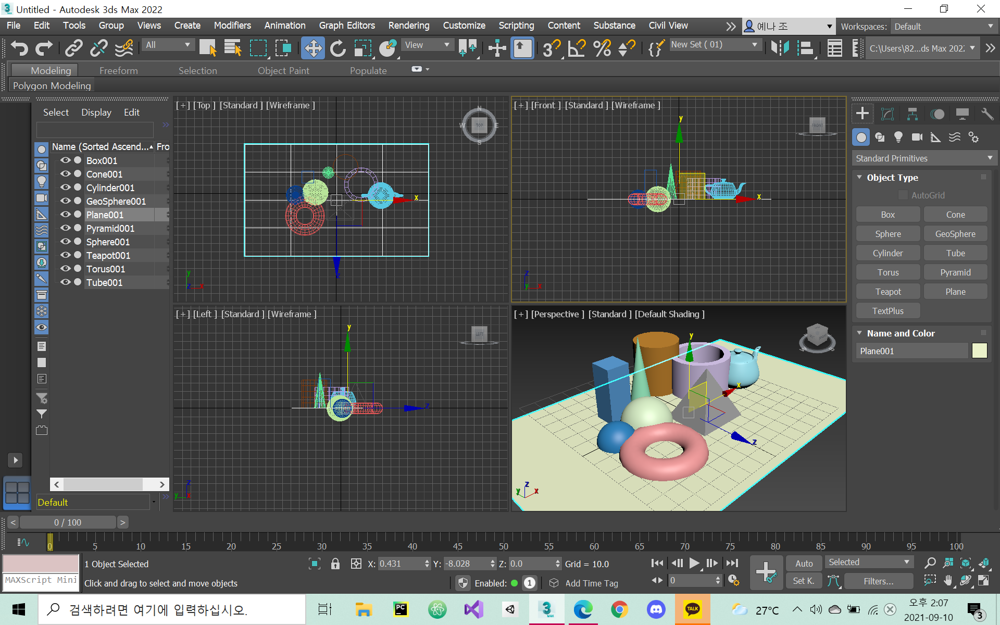 Untitled - Autodesk 3ds Max 2022
File Edit Tools Group Views Create Modifiers Animation Graph Editors Rendering Customize Scripting Content Substance Civil View
예나 조
Workspaces: Default
All
View
New Set ( 01)
C:\Users\82...ds Max 2022
Modeling Freeform Selection Object Paint Populate
Polygon Modeling
Select Display Edit
Name (Sorted Ascend... Fro
Box001
Cone001
Cylinder001
GeoSphere001
Plane001
Pyramid001
Sphere001
Teapot001
Torus001
Tube001
Default
[+] [Top ] [Standard ] [Wireframe ]
N
W TOP E
S
x
z
y
z x
[+] [Front ] [Standard ] [Wireframe ]
FRONT
y
x
z
y x
[+] [Left ] [Standard ] [Wireframe ]
LEFT
y
z
z
y x
[+] [Perspective ] [Standard ] [Default Shading ]
W S
y
x
z
z
y x
Standard Primitives
Object Type
AutoGrid
Box Cone
Sphere GeoSphere
Cylinder Tube
Torus Pyramid
Teapot Plane
TextPlus
Name and Color
Plane001
< 0 / 100 >
0 5 10 15 20 25 30 35 40 45 50 55 60 65 70 75 80 85 90 95 100
1 Object Selected
X: 0.431 Y: -8.028 Z: 0.0 Grid = 10.0
Auto Selected
MAXScript Mini
Click and drag to select and move objects
Enabled: 1 Add Time Tag
0
Set K. Filters...
검색하려면 여기에 입력하십시오.
PC
3
MAX
TALK
27°C
오후 2:07
2021-09-10
3